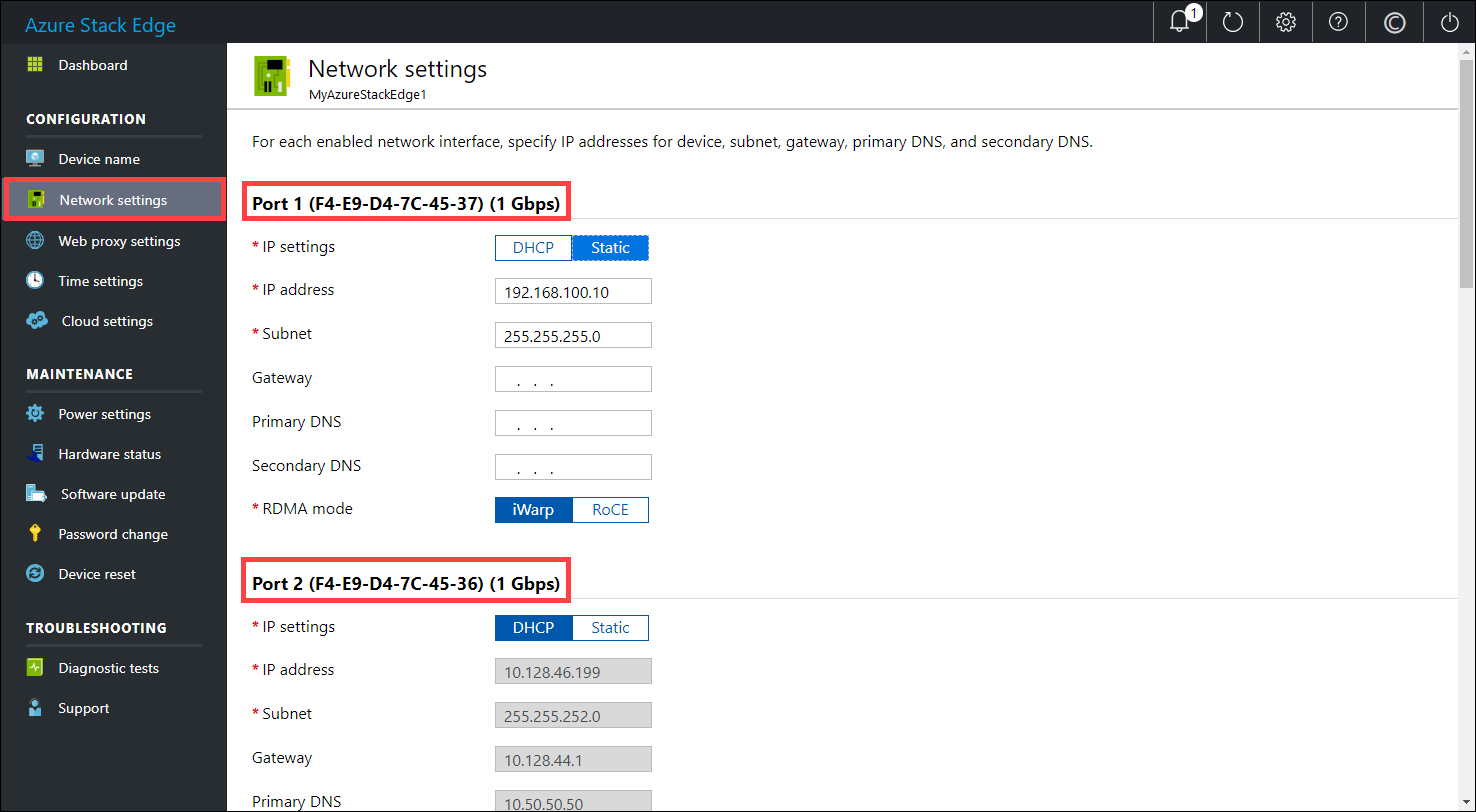 Azure Stack Edge
1
Dashboard
CONFIGURATION
Device name
Network settings
Web proxy settings
Time settings
Cloud settings
MAINTENANCE
Power settings
Hardware status
Software update
Password change
Device reset
TROUBLESHOOTING
Diagnostic tests
Support
Network settings
MyAzureStackEdge1
For each enabled network interface, specify IP addresses for device, subnet, gateway, primary DNS, and secondary DNS.
Port 1 (F4-E9-D4-7C-45-37) (1 Gbps)
* IP settings DHCP Static
* IP address 192.168.100.10
* Subnet 255.255.255.0
Gateway . . .
Primary DNS . . .
Secondary DNS . . .
* RDMA mode iWarp RoCE
Port 2 (F4-E9-D4-7C-45-36) (1 Gbps)
* IP settings DHCP Static
* IP address 10.128.46.199
* Subnet 255.255.252.0
Gateway 10.128.44.1
Primary DNS 10.50.50.50